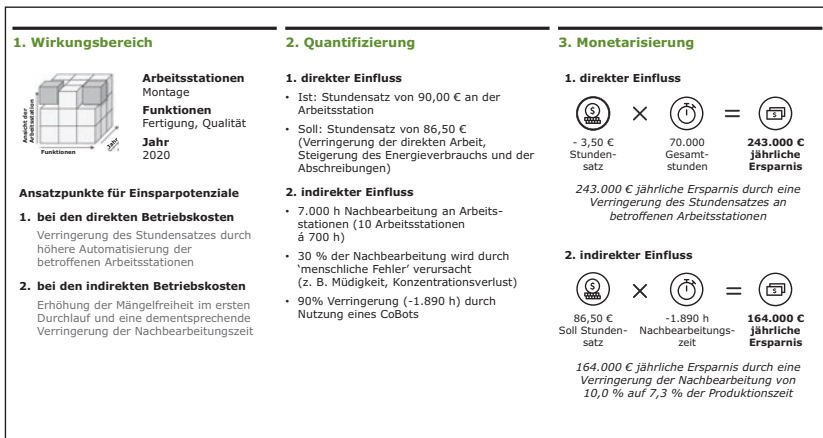 1. Wirkungsbereich
Ansicht der
Arbeitsstation
Funktionen
Jahr
Arbeitsstationen
Montage
Funktionen
Fertigung, Qualität
Jahr
2020
Ansatzpunkte für Einsparpotenziale
1. bei den direkten Betriebskosten
Verringerung des Stundensatzes durch
höhere Automatisierung der
betroffenen Arbeitsstationen
2. bei den indirekten Betriebskosten
Erhöhung der Mängelfreiheit im ersten
Durchlauf und eine dementsprechende
Verringerung der Nachbearbeitungszeit
2. Quantifizierung
1. direkter Einfluss
• Ist: Stundensatz von 90,00 € an der
Arbeitsstation
• Soll: Stundensatz von 86,50 €
(Verringerung der direkten Arbeit,
Steigerung des Energieverbrauchs und der
Abschreibungen)
2. indirekter Einfluss
• 7.000 h Nachbearbeitung an Arbeits-
stationen (10 Arbeitsstationen
á 700 h)
• 30 % der Nachbearbeitung wird durch
'menschliche Fehler' verursacht
(z. B. Müdigkeit, Konzentrationsverlust)
• 90% Verringerung (-1.890 h) durch
Nutzung eines CoBots
3. Monetarisierung
1. direkter Einfluss
$ × = $
- 3,50 € 70.000 243.000 €
Stunden- Gesamt- jährliche
satz stunden Ersparnis
243.000 € jährliche Ersparnis durch eine
Verringerung des Stundensatzes an
betroffenen Arbeitsstationen
2. indirekter Einfluss
$ × = $
86,50 € -1.890 h 164.000 €
Soll Stunden- Nachbearbeitungs- jährliche
satz zeit Ersparnis
164.000 € jährliche Ersparnis durch eine
Verringerung der Nachbearbeitung von
10,0 % auf 7,3 % der Produktionszeit